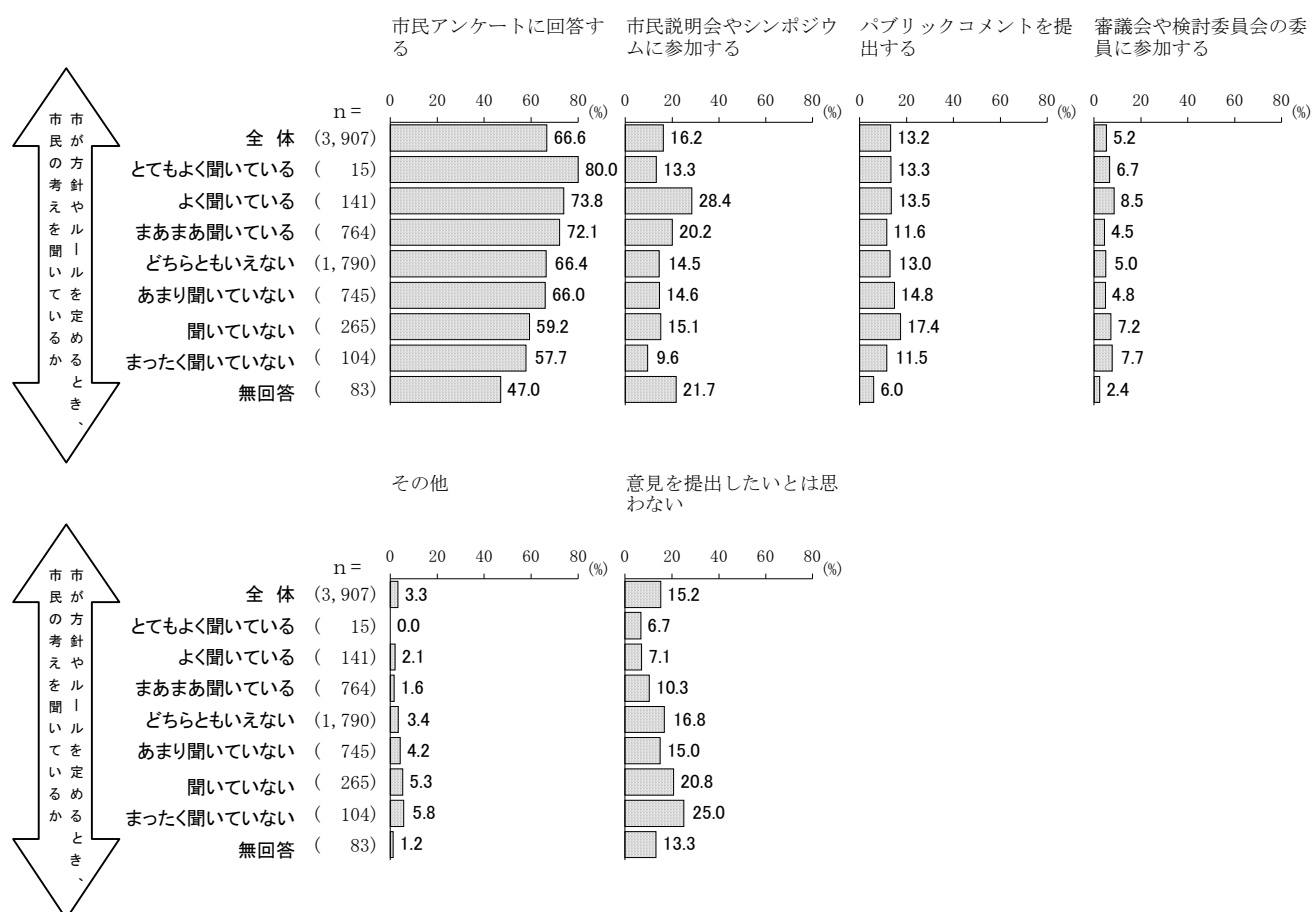 市民アンケートに回答す
る
市民説明会やシンポジウ
ムに参加する
パブリックコメントを提
出する
審議会や検討委員会の委
員に参加する
市が方針やルールを定めるとき、
市民の考えを聞いているか
n=
0 20 40 60 80 (%) 0 20 40 60 80 (%) 0 20 40 60 80 (%) 0 20 40 60 80 (%)
全 体 (3,907) 66.6 16.2 13.2 5.2
とてもよく聞いている ( 15) 80.0 13.3 13.3 6.7
よく聞いている ( 141) 73.8 28.4 13.5 8.5
まあまあ聞いている ( 764) 72.1 20.2 11.6 4.5
どちらともいえない (1,790) 66.4 14.5 13.0 5.0
あまり聞いていない ( 745) 66.0 14.6 14.8 4.8
聞いていない ( 265) 59.2 15.1 17.4 7.2
まったく聞いていない ( 104) 57.7 9.6 11.5 7.7
無回答 ( 83) 47.0 21.7 6.0 2.4
その他
意見を提出したいとは思
わない
市が方針やルールを定めるとき、
市民の考えを聞いているか
n=
0 20 40 60 80 (%) 0 20 40 60 80 (%)
全 体 (3,907) 3.3 15.2
とてもよく聞いている ( 15) 0.0 6.7
よく聞いている ( 141) 2.1 7.1
まあまあ聞いている ( 764) 1.6 10.3
どちらともいえない (1,790) 3.4 16.8
あまり聞いていない ( 745) 4.2 15.0
聞いていない ( 265) 5.3 20.8
まったく聞いていない ( 104) 5.8 25.0
無回答 ( 83) 1.2 13.3